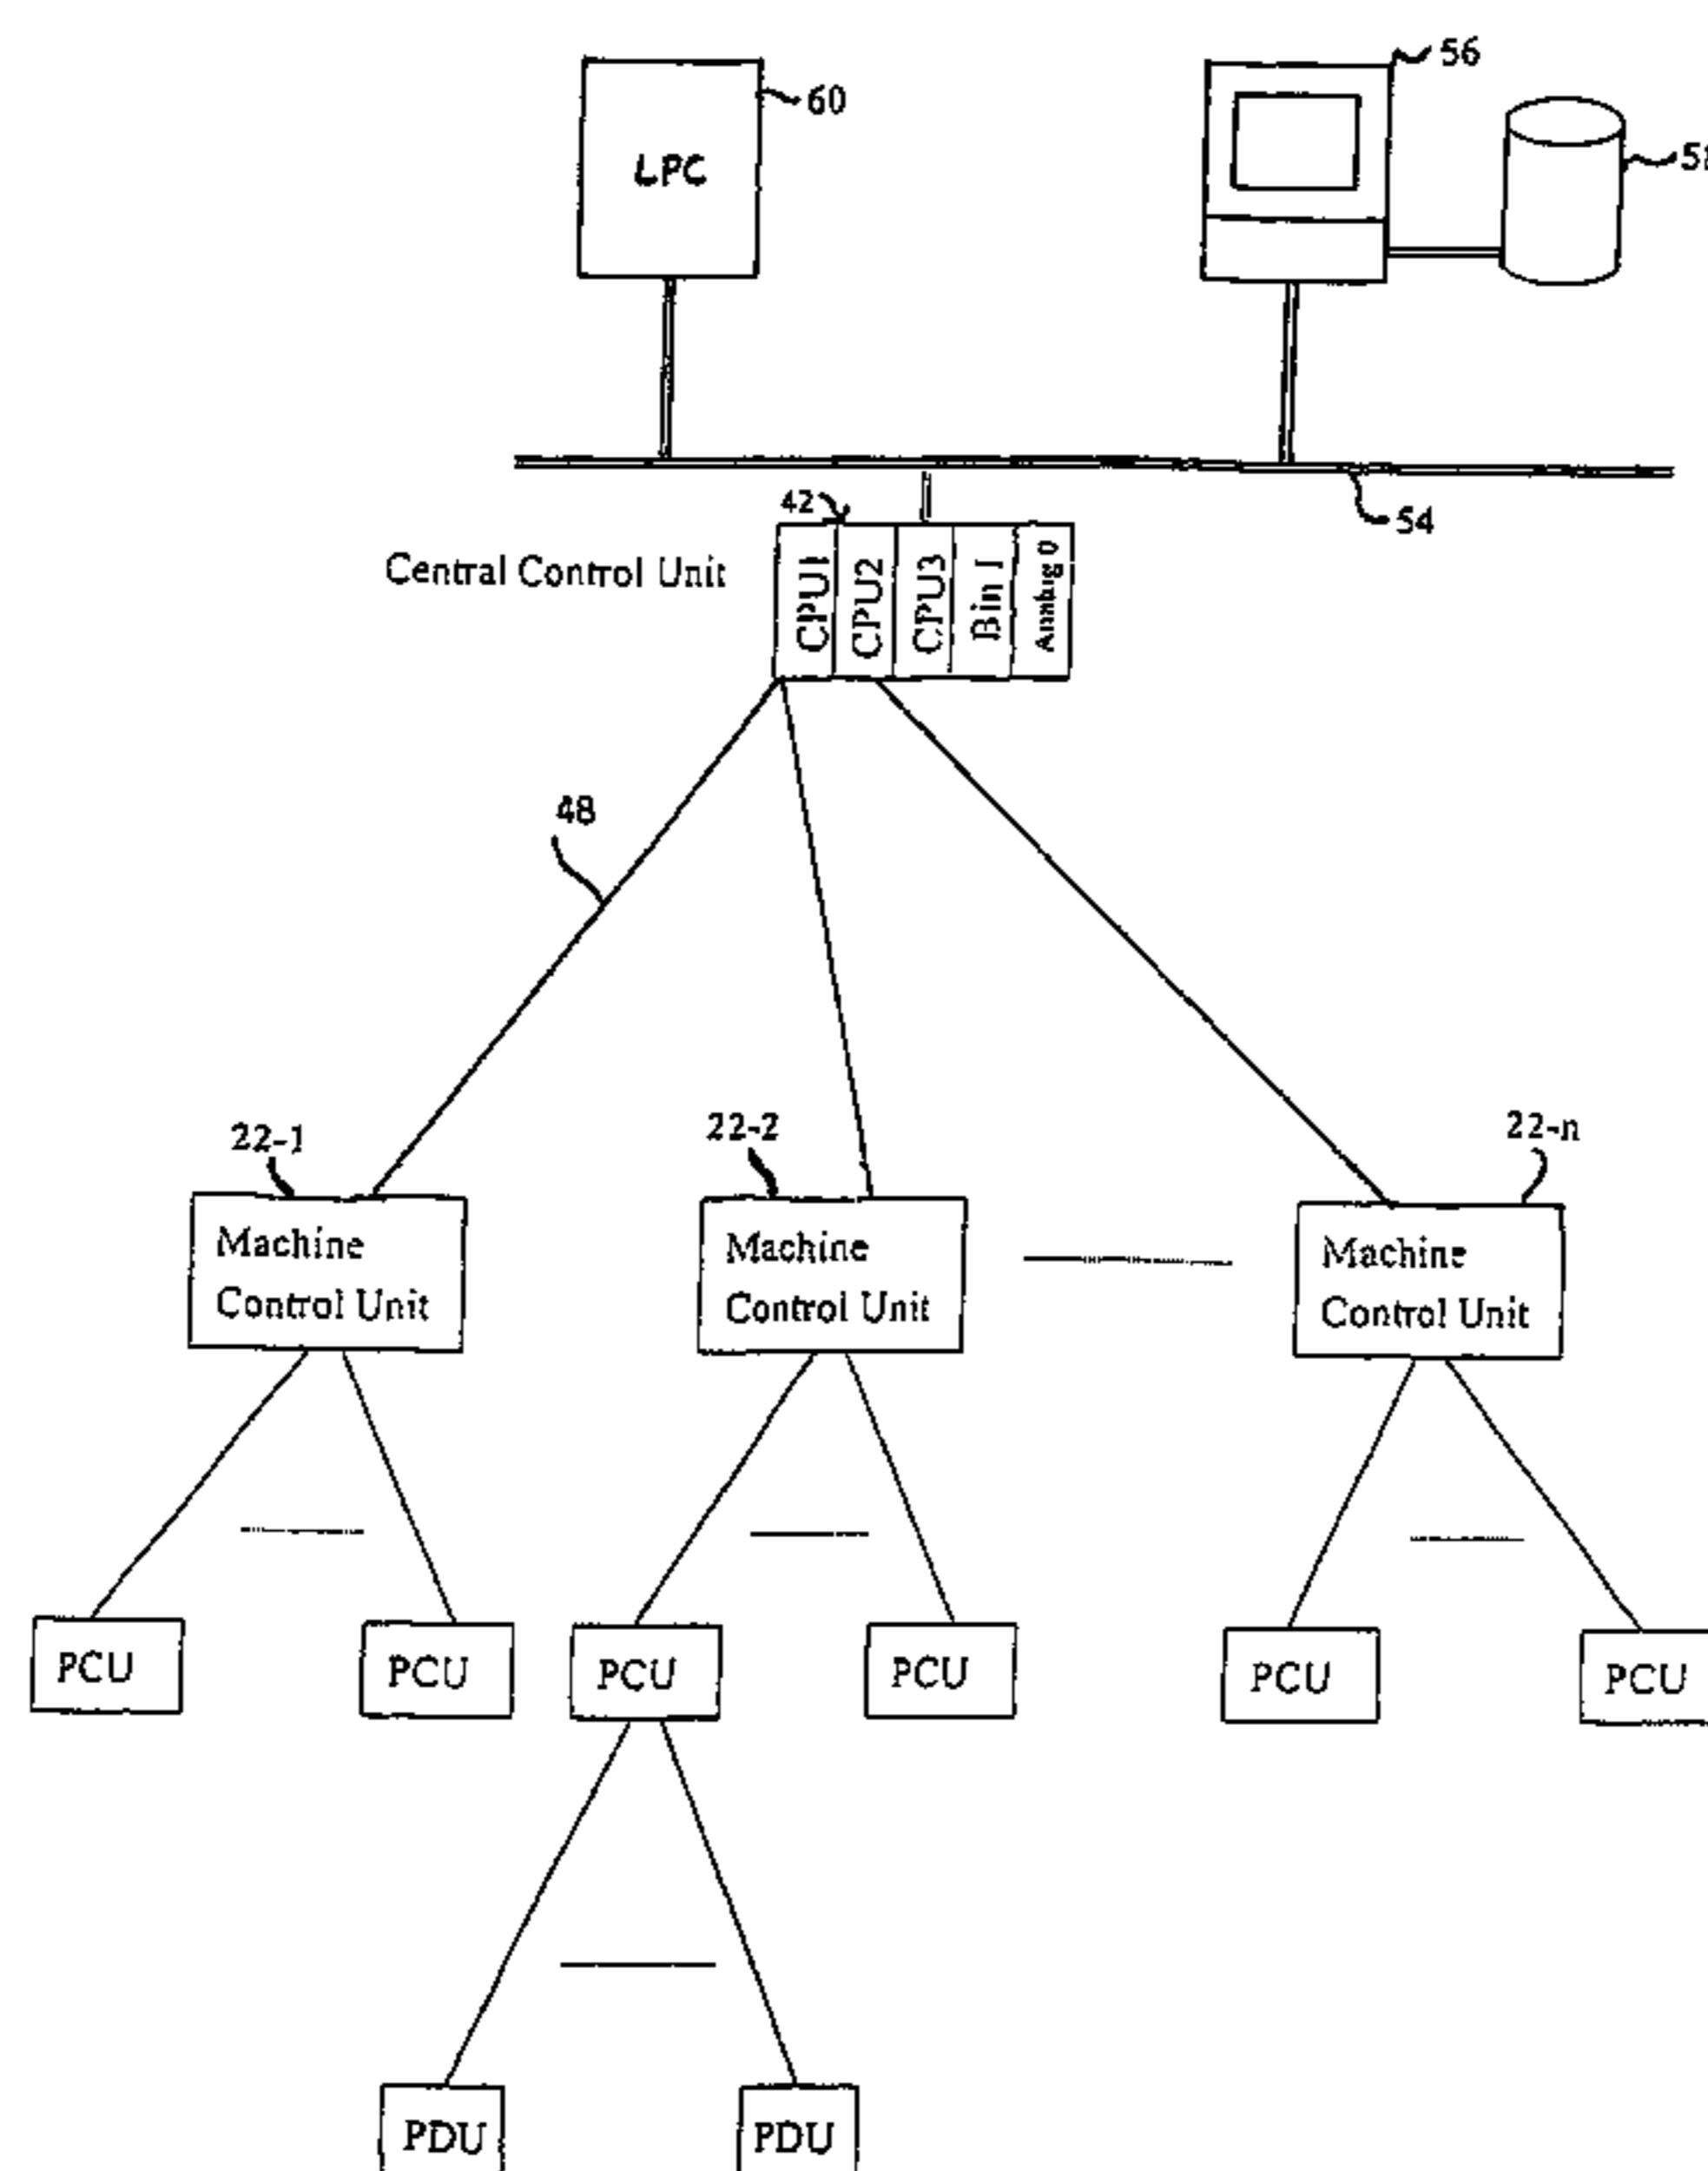 56
60
LPC
42
54
Central Control Unit
CPU1
CPU2
CPU3
Bin I
48
22-1
22-2
22-n
Machine
Control Unit
Machine
Control Unit
Machine
Control Unit
PCU
PCU
PCU
PCU
PCU
PCU
PDU
PDU